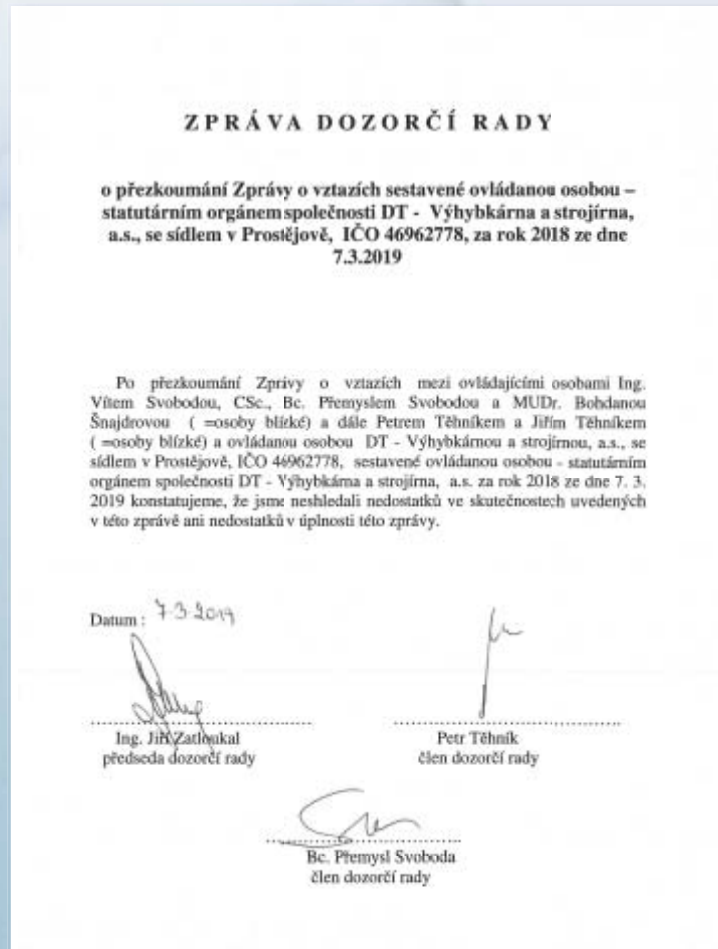 ZPRÁVA DOZORČÍ RADY
o přezkoumání Zprávy o vztazích sestavené ovládanou osobou –
statutárním orgánem společnosti DT - Výhybkárna a strojírna,
a.s., se sídlem v Prostějově, IČO 46962778, za rok 2018 ze dne
7.3.2019
Po přezkoumání Zprávy o vztazích mezi ovládajícími osobami Ing.
Vítem Svobodou, CSc., Bc. Přemyslem Svobodou a MUDr. Bohdanou
Šnajdrovou ( =osoby blízké) a dále Petrem Těhníkem a Jiřím Těhníkem
( =osoby blízké) a ovládanou osobou DT - Výhybkárnou a strojírnou, a.s., se
sídlem v Prostějově, IČO 46962778, sestavené ovládanou osobou - statutárním
orgánem společnosti DT - Výhybkárna a strojírna, a.s. za rok 2018 ze dne 7. 3.
2019 konstatujeme, že jsme neshledali nedostatků ve skutečnostech uvedených
v této zprávě ani nedostatků v úplnosti této zprávy.
Datum : 7.3.2019
Ing. Jiří Zatloukal
předseda dozorčí rady
Petr Těhník
člen dozorčí rady
Bc. Přemysl Svoboda
člen dozorčí rady